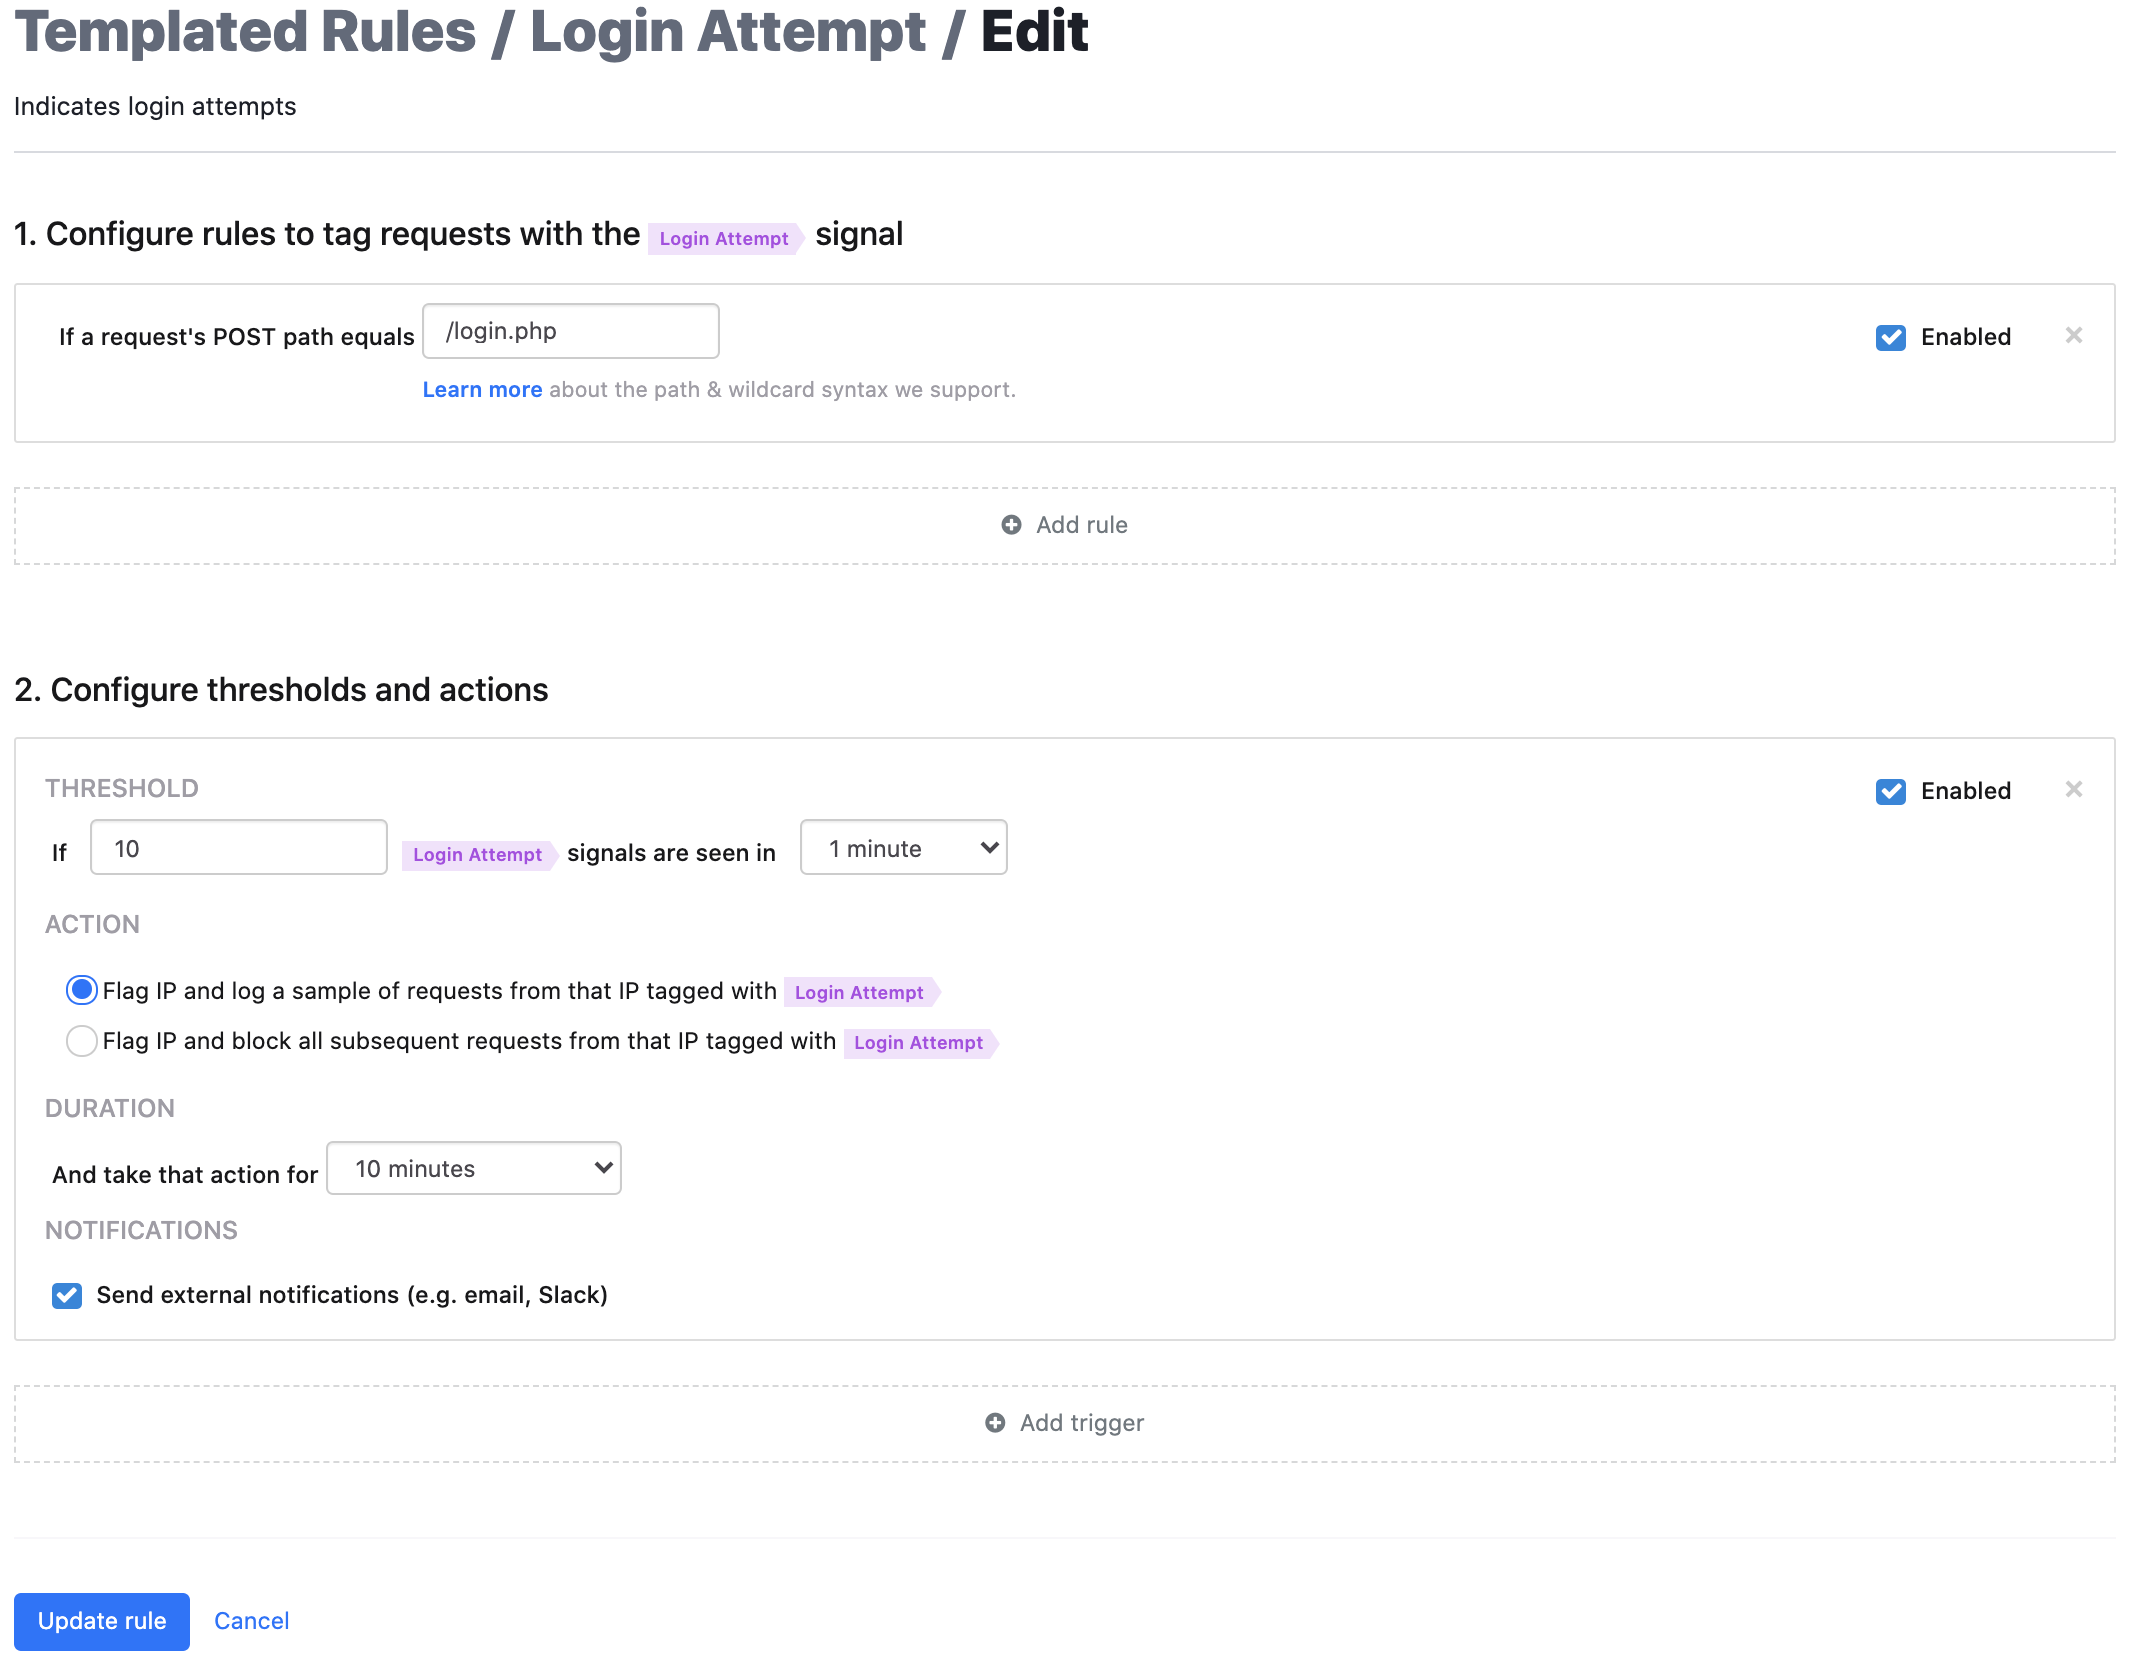 Templated Rules / Login Attempt / Edit
Indicates login attempts
1. Configure rules to tag requests with the Login Attempt signal
If a request's POST path equals /login.php Enabled
Learn more about the path & wildcard syntax we support.
Add rule
2. Configure thresholds and actions
THRESHOLD Enabled
If 10 Login Attempt signals are seen in 1 minute
ACTION
Flag IP and log a sample of requests from that IP tagged with Login Attempt
Flag IP and block all subsequent requests from that IP tagged with Login Attempt
DURATION
And take that action for 10 minutes
NOTIFICATIONS
Send external notifications (e.g. email, Slack)
Add trigger
Update rule Cancel